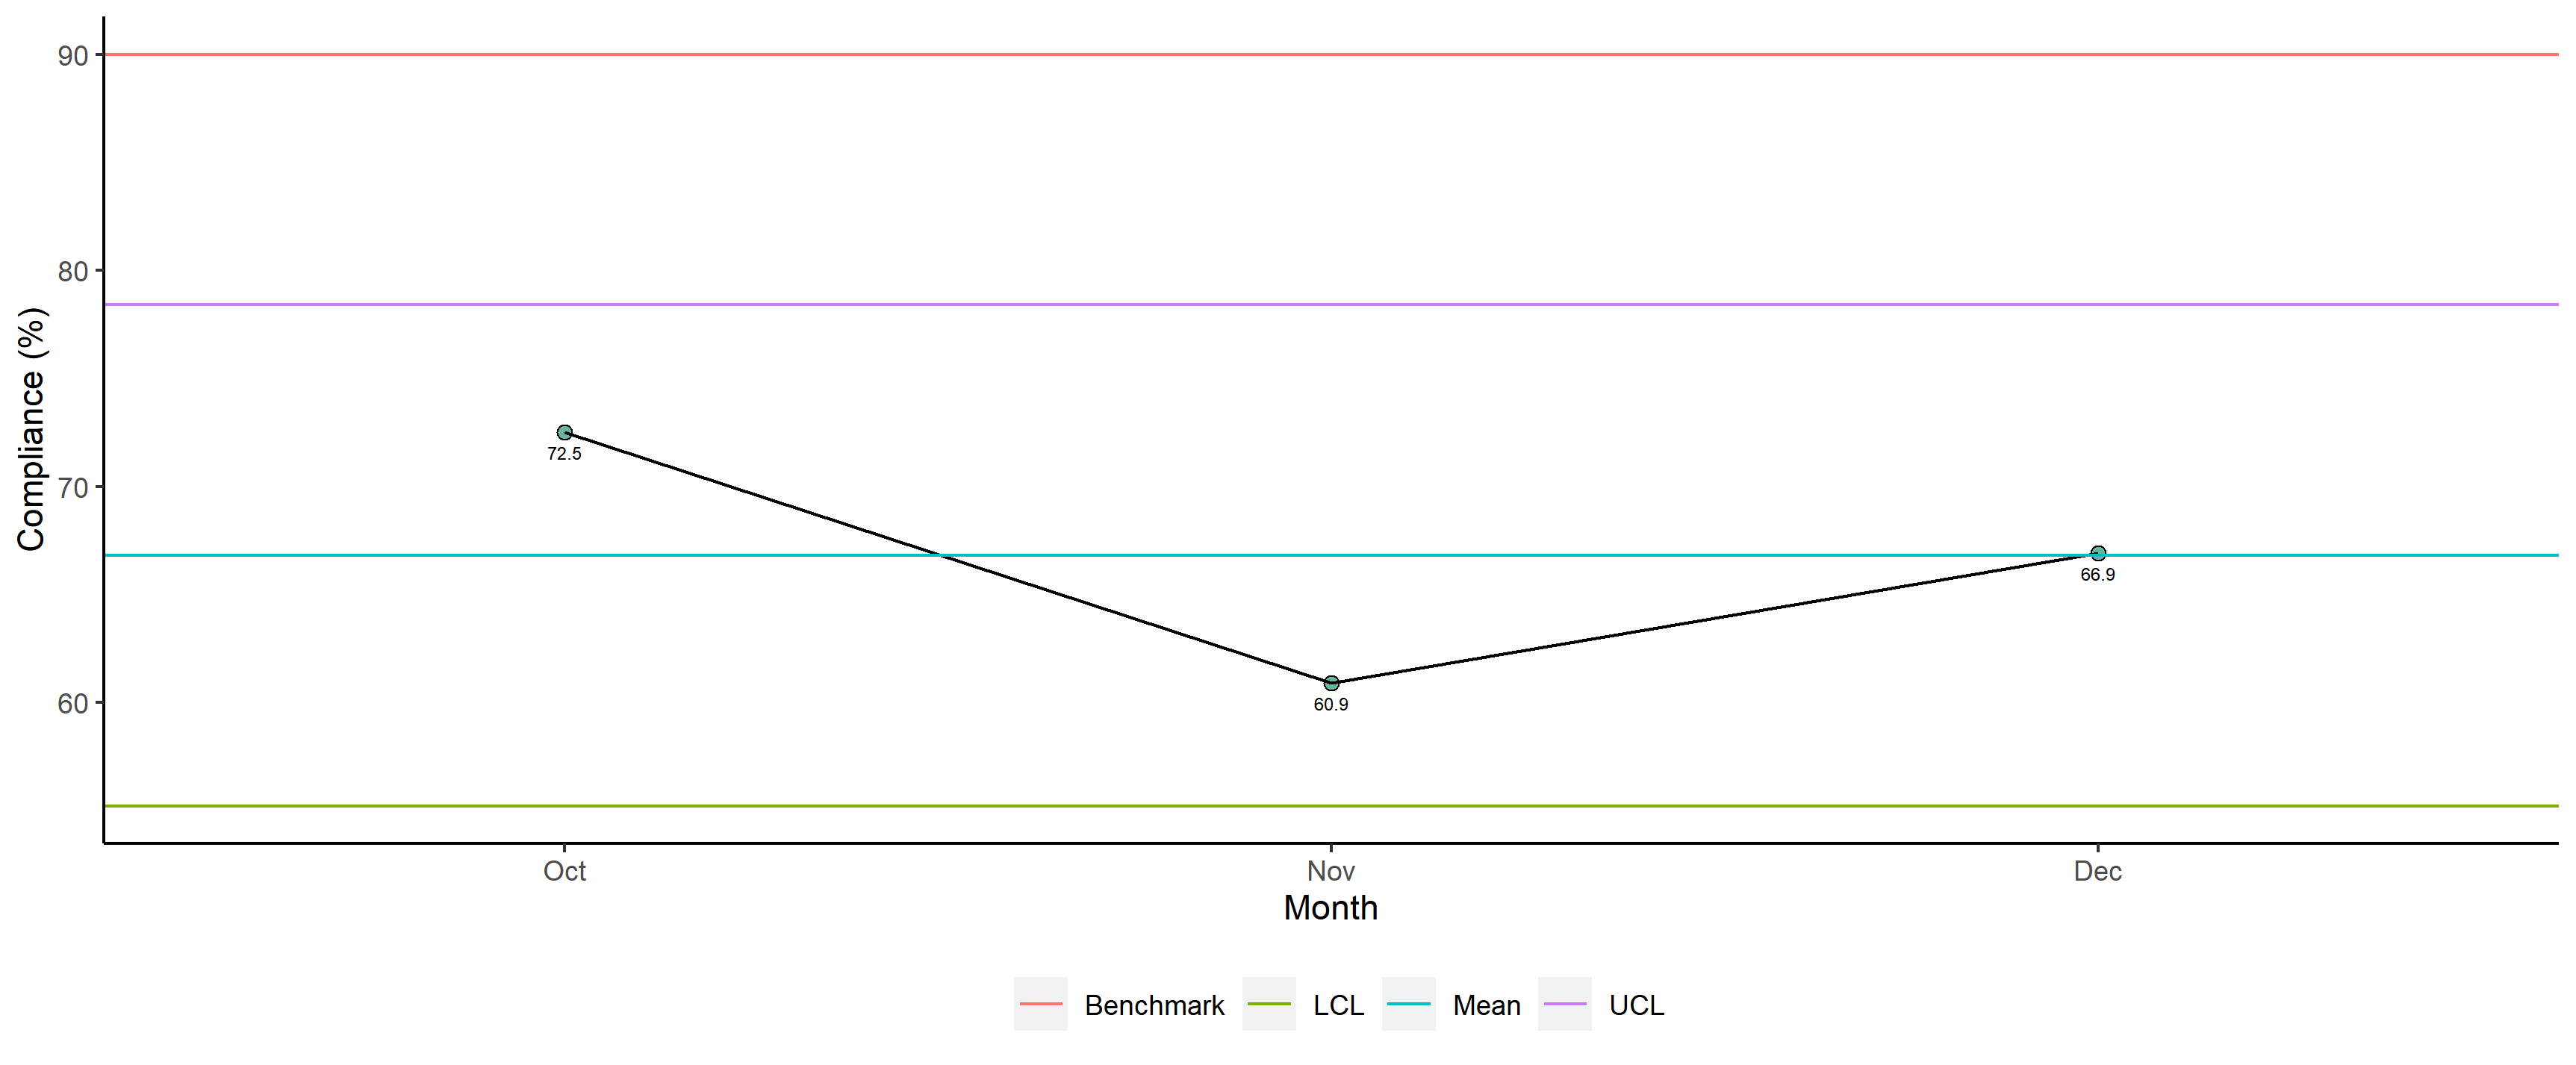 90
80
70
60
Compliance (%)
72.5
60.9
66.9
Oct Nov Dec
Month
Benchmark LCL Mean UCL